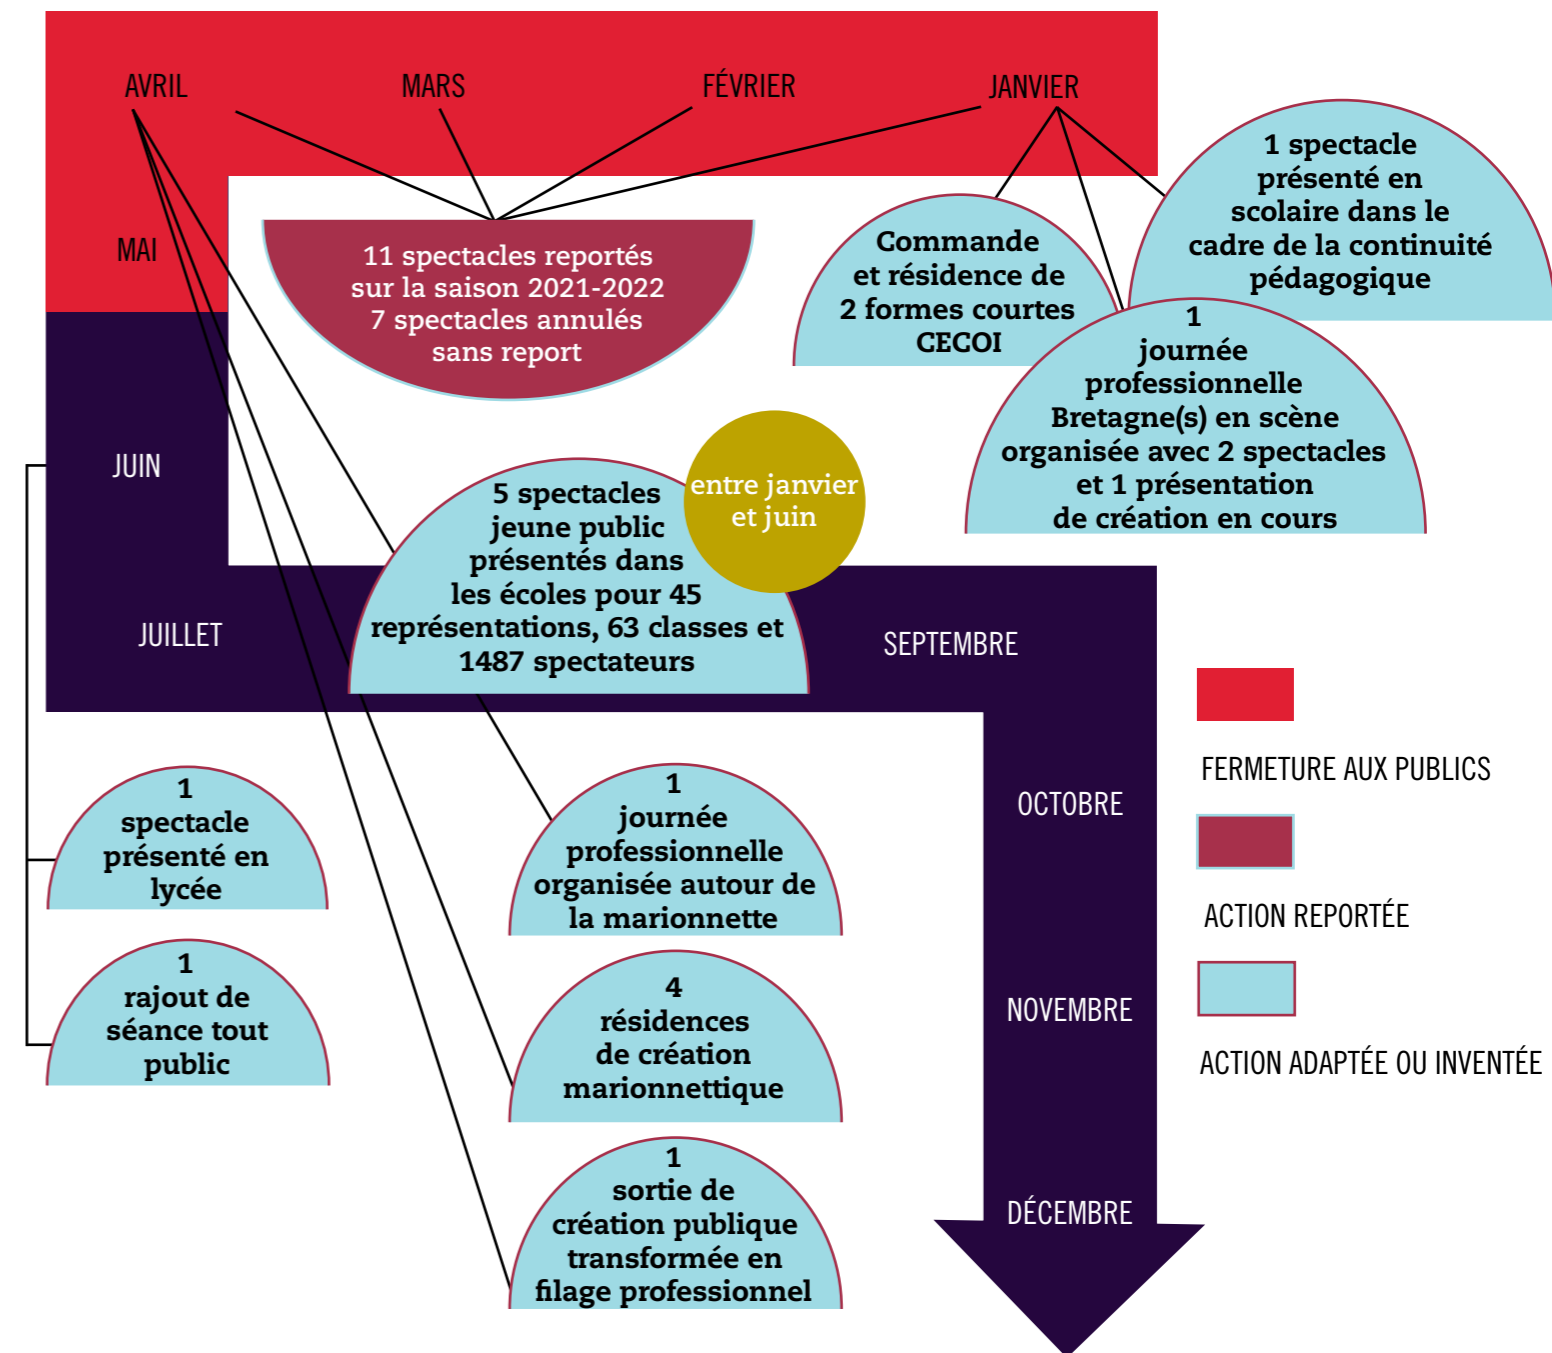 AVRIL
MARS
FÉVRIER
JANVIER
MAI
11 spectacles reportés
sur la saison 2021-2022
7 spectacles annulés
sans report
Commande
et résidence de
2 formes courtes
CECOI
1 spectacle
présenté en
scolaire dans le
cadre de la continuité
pédagogique
1
journée
professionnelle
Bretagne(s) en scène
organisée avec 2 spectacles
et 1 présentation
de création en cours
JUIN
entre janvier
et juin
5 spectacles
jeune public
présentés dans
les écoles pour 45
représentations, 63 classes et
1487 spectateurs
JUILLET
SEPTEMBRE
1
spectacle
présenté en
lycée
1
rajout de
séance tout
public
1
journée
professionnelle
organisée autour de
la marionnette
4
résidences
de création
marionnettique
1
sortie de
création publique
transformée en
filage professionnel
OCTOBRE
NOVEMBRE
DÉCEMBRE
FERMETURE AUX PUBLICS
ACTION REPORTÉE
ACTION ADAPTÉE OU INVENTÉE